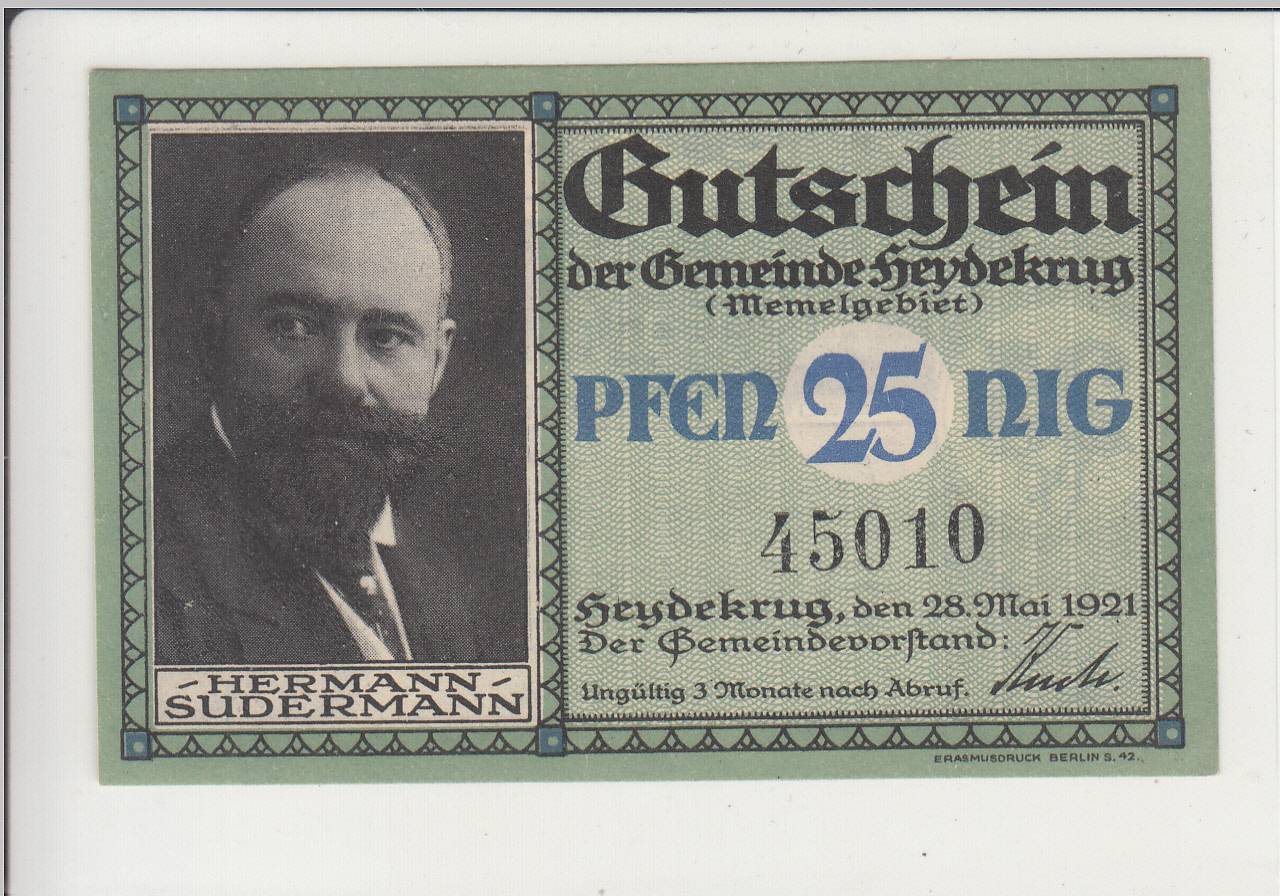 Gutschein
der Gemeinde Heydekrug
(Memelgebiet)
PFEN 25 NIG
45010
Heydekrug, den 28. Mai 1921
Der Gemeindevorſtand:
Ungültig 3 Monate nach Abruf.
- HERMANN -
SUDERMANN
ERASMUSDRUCK BERLIN S. 42.